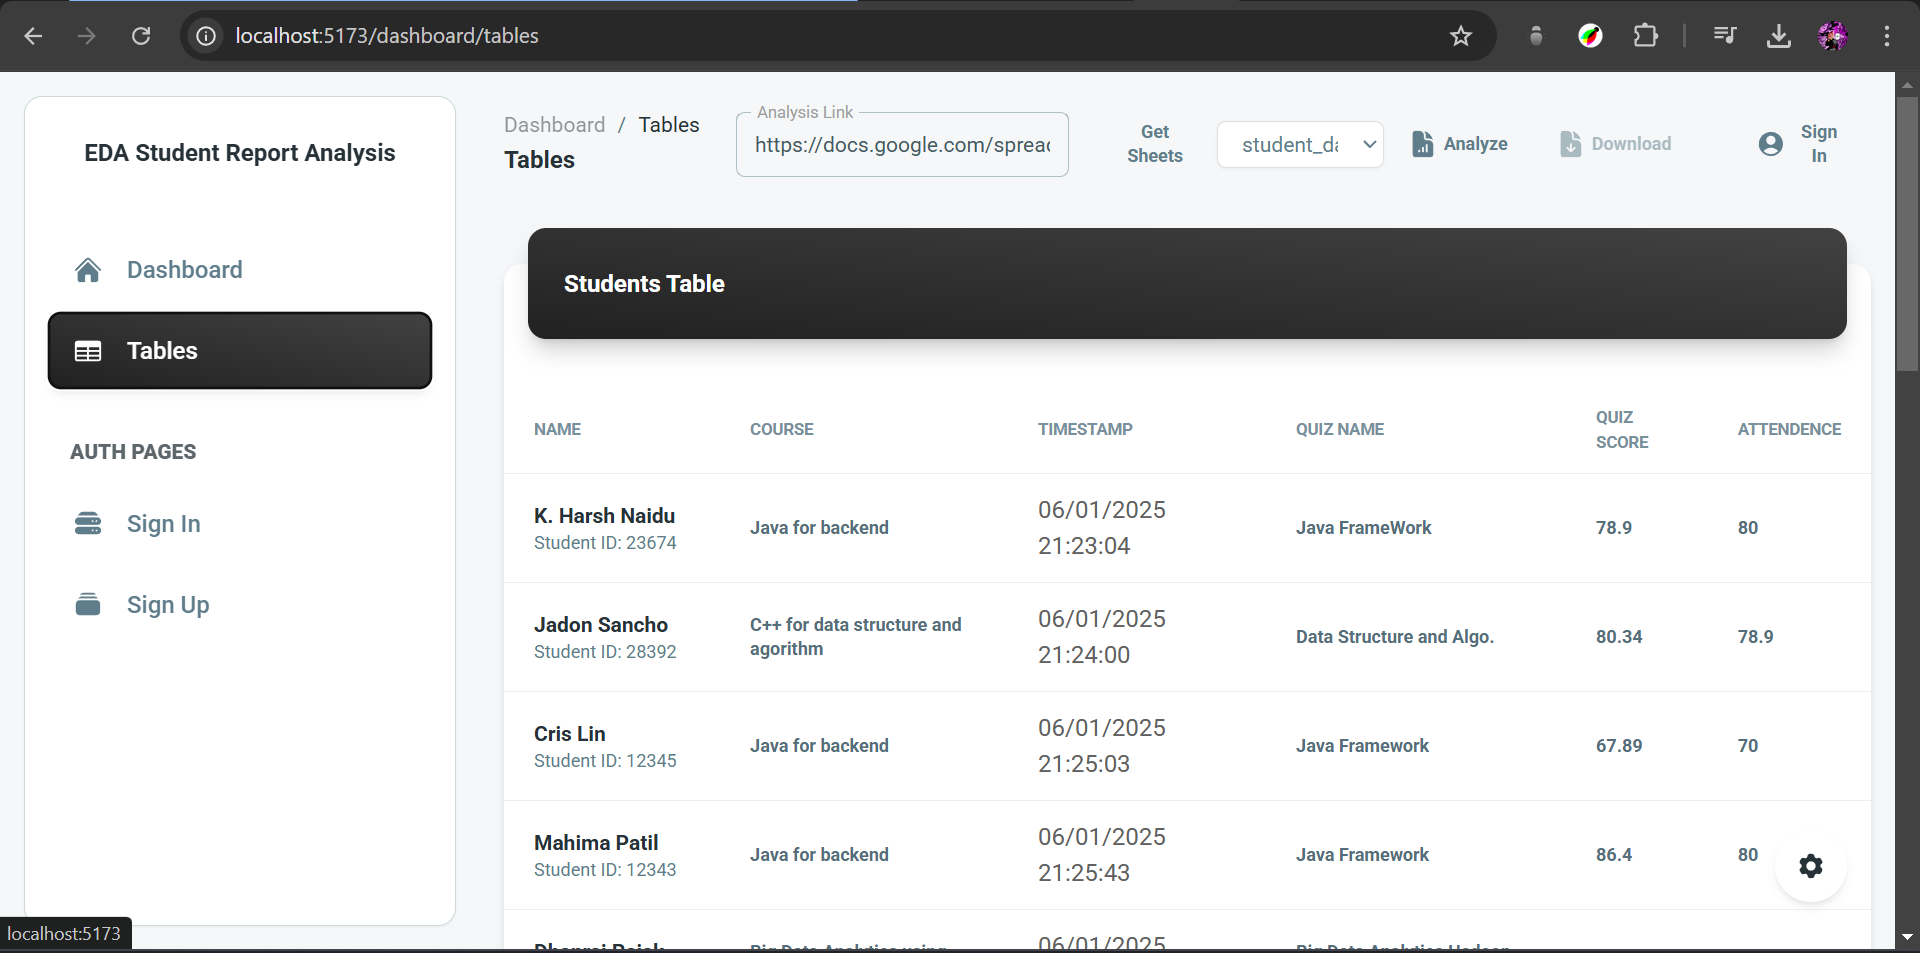 localhost:5173/dashboard/tables
EDA Student Report Analysis
Dashboard
Tables
AUTH PAGES
Sign In
Sign Up
Dashboard / Tables
Tables
Analysis Link
https://docs.google.com/spread
Get
Sheets
student_da
Analyze
Download
Sign
In
Students Table
NAME COURSE TIMESTAMP QUIZ NAME QUIZ SCORE ATTENDENCE
K. Harsh Naidu
Student ID: 23674
Java for backend
06/01/2025
21:23:04
Java FrameWork
78.9
80
Jadon Sancho
Student ID: 28392
C++ for data structure and
agorithm
06/01/2025
21:24:00
Data Structure and Algo.
80.34
78.9
Cris Lin
Student ID: 12345
Java for backend
06/01/2025
21:25:03
Java Framework
67.89
70
Mahima Patil
Student ID: 12343
Java for backend
06/01/2025
21:25:43
Java Framework
86.4
80
06/01/2025
localhost:5173